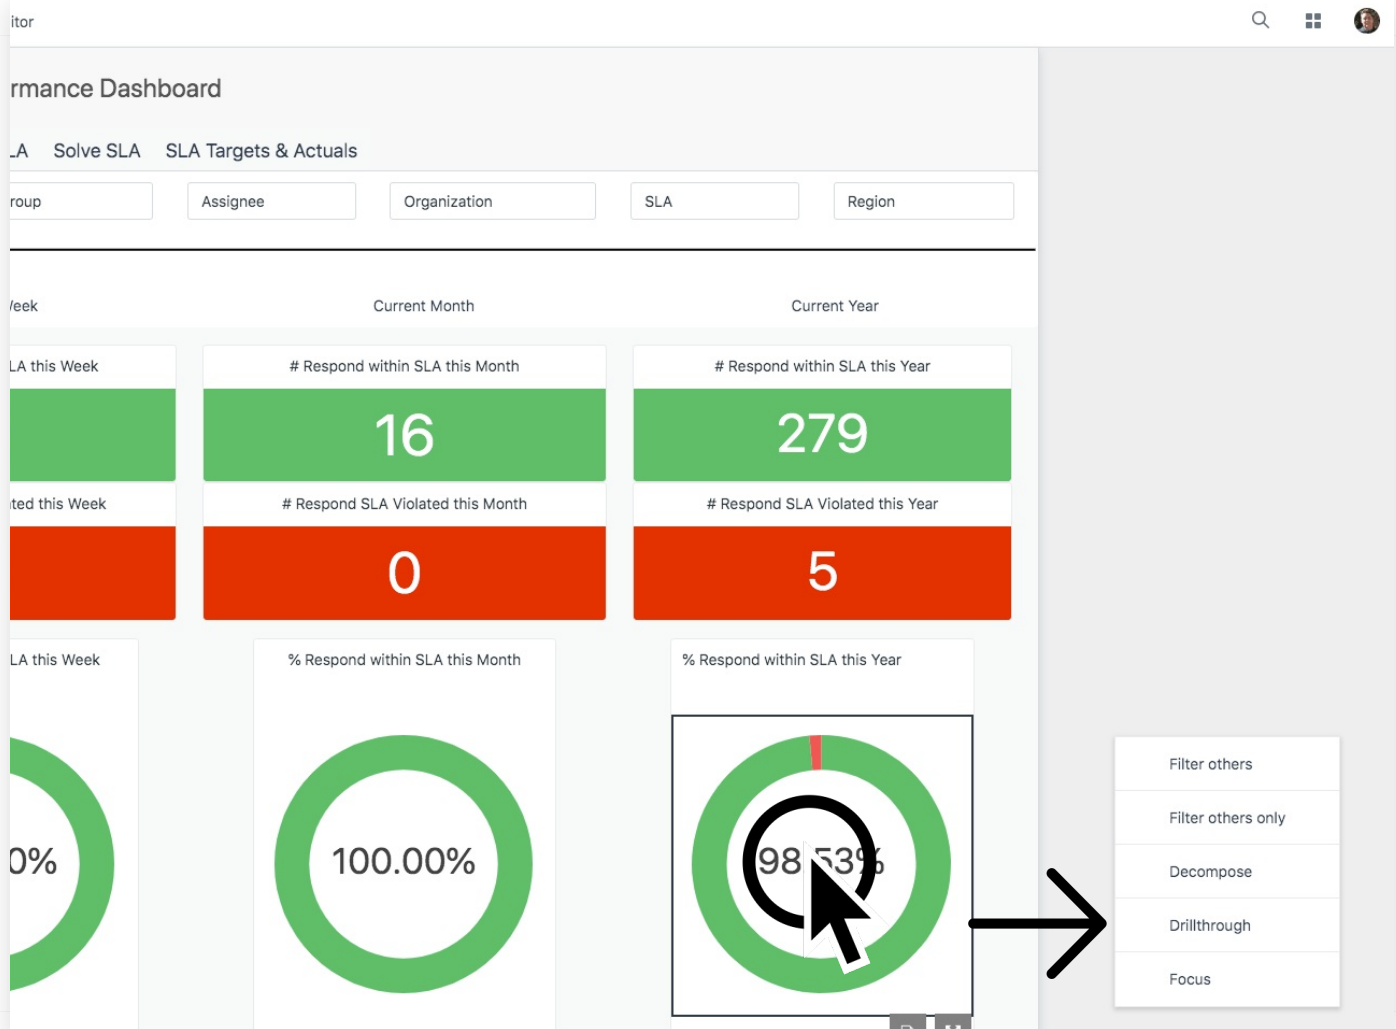 itor
rmance Dashboard
LA Solve SLA SLA Targets & Actuals
roup Assignee Organization SLA Region
Week Current Month Current Year
LA this Week # Respond within SLA this Month # Respond within SLA this Year
16 279
ted this Week # Respond SLA Violated this Month # Respond SLA Violated this Year
0 5
LA this Week % Respond within SLA this Month % Respond within SLA this Year
0% 100.00% 98.53%
Filter others
Filter others only
Decompose
Drillthrough
Focus